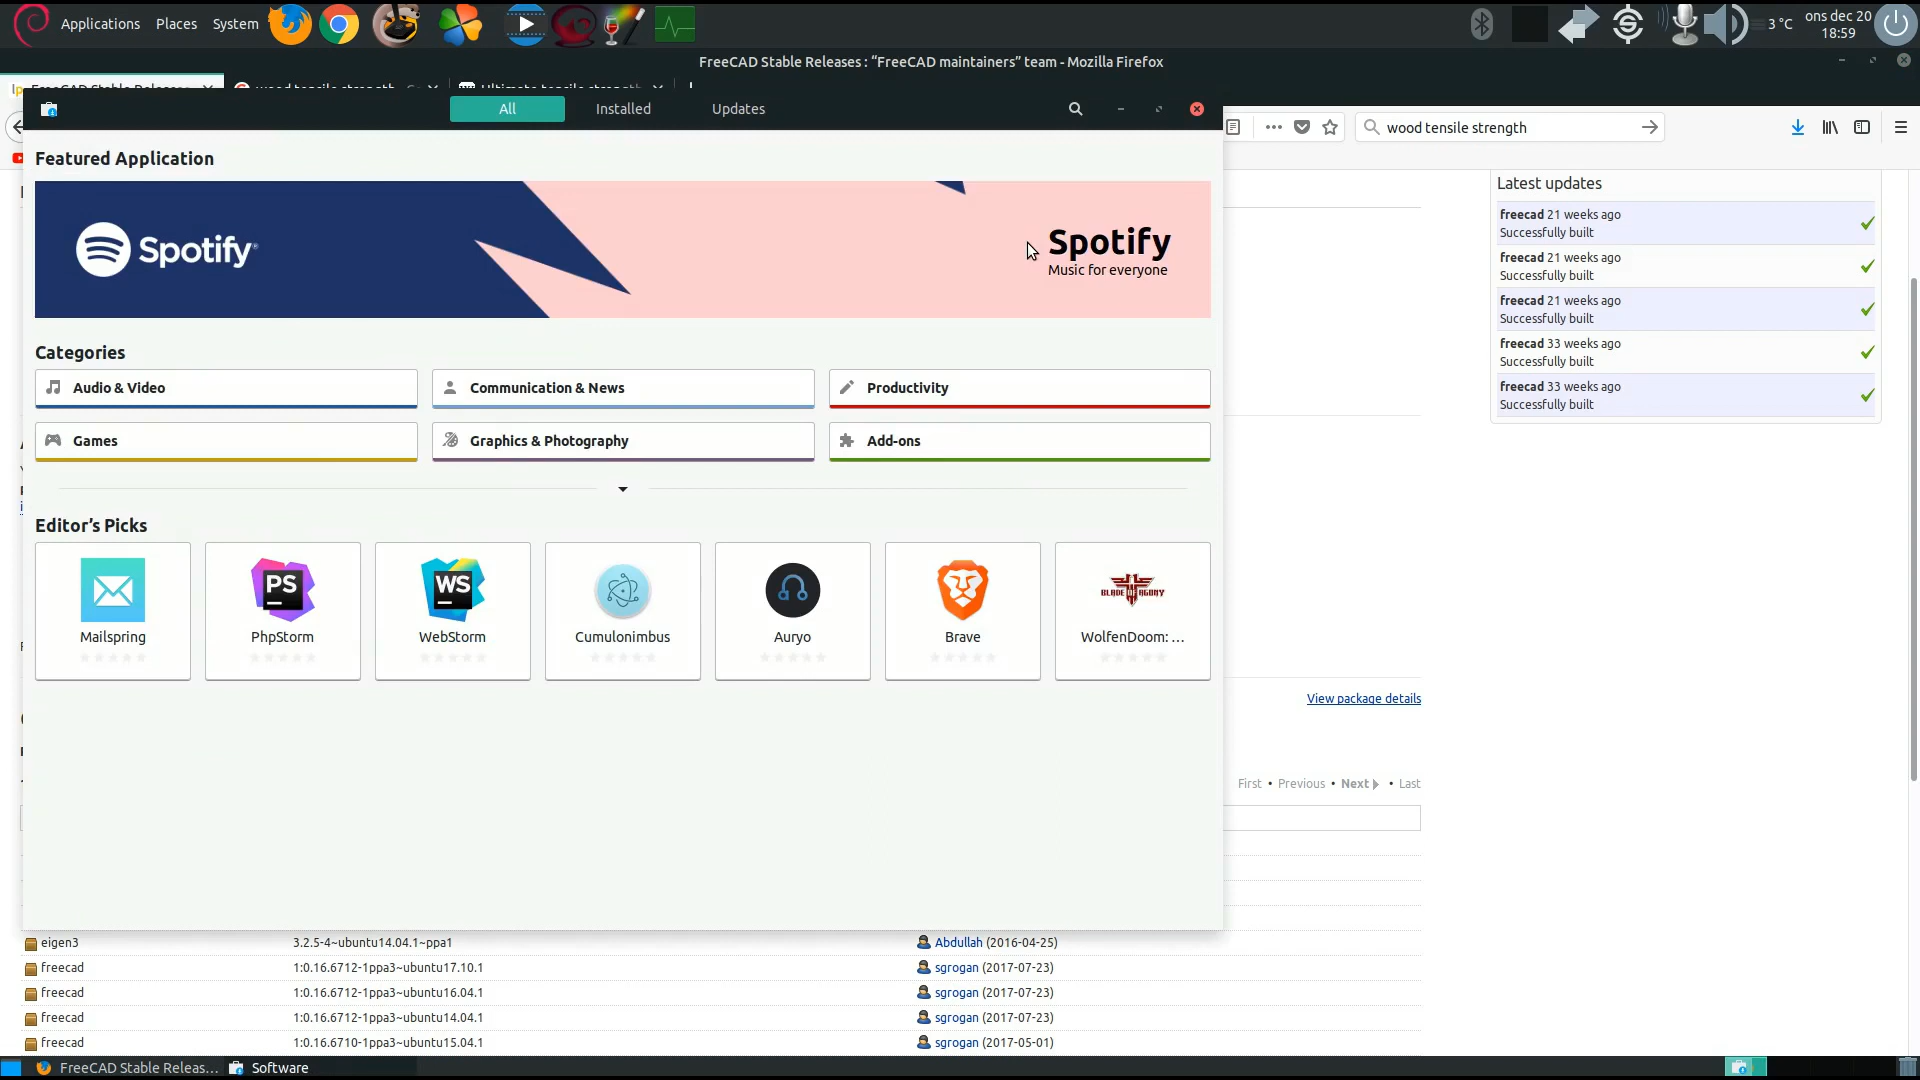 Applications Places System
3 °C
ons dec 20
18:59
FreeCAD Stable Releases : “FreeCAD maintainers” team - Mozilla Firefox
All Installed Updates
wood tensile strength
Featured Application
Spotify
Spotify
Music for everyone
Categories
Audio & Video
Communication & News
Productivity
Games
Graphics & Photography
Add-ons
Editor’s Picks
PS
WS
BLADE OF AGONY
Mailspring
PhpStorm
WebStorm
Cumulonimbus
Auryo
Brave
WolfenDoom: ...
Latest updates
freecad 21 weeks ago
Successfully built
freecad 21 weeks ago
Successfully built
freecad 21 weeks ago
Successfully built
freecad 33 weeks ago
Successfully built
freecad 33 weeks ago
Successfully built
View package details
First • Previous • Next • Last
eigen3 3.2.5-4~ubuntu14.04.1~ppa1 Abdullah (2016-04-25)
freecad 1:0.16.6712-1ppa3~ubuntu17.10.1 sgrogan (2017-07-23)
freecad 1:0.16.6712-1ppa3~ubuntu16.04.1 sgrogan (2017-07-23)
freecad 1:0.16.6712-1ppa3~ubuntu14.04.1 sgrogan (2017-07-23)
freecad 1:0.16.6710-1ppa3~ubuntu15.04.1 sgrogan (2017-05-01)
FreeCAD Stable Releas... Software